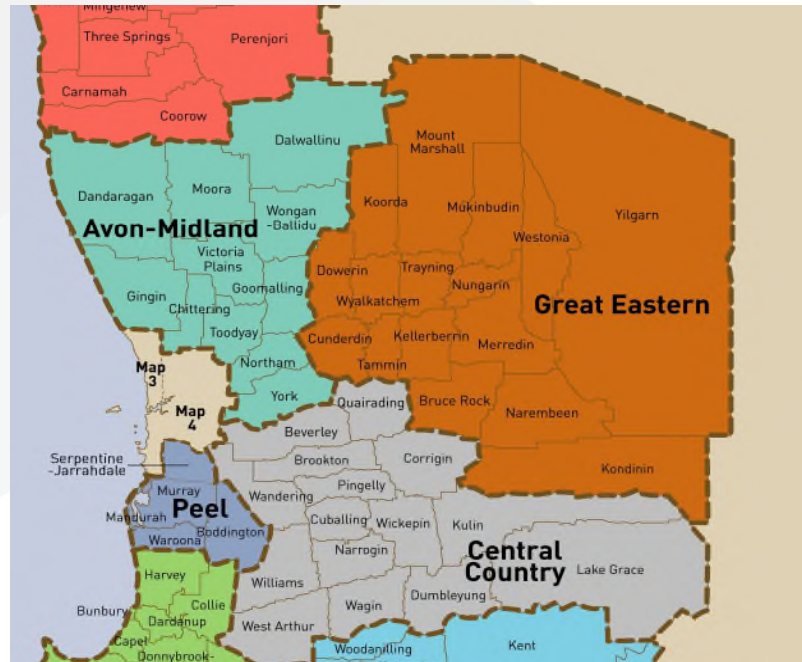 Mingenew
Three Springs
Perenjori
Carnamah
Coorow
Dalwallinu
Mount
Marshall
Dandaragan
Moora
Koorda
Mukinbudin
Yilgarn
Wongan
-Ballidu
Avon-Midland
Westonia
Victoria
Plains
Dowerin
Trayning
Nungarin
Gingin
Goomalling
Wyalkatchem
Great Eastern
Chittering
Toodyay
Cunderdin
Kellerberrin
Merredin
Tammin
Northam
Map
3
York
Quairading
Bruce Rock
Narembeen
Map
4
Beverley
Serpentine
-Jarrahdale
Brookton
Corrigin
Kondinin
Pingelly
Murray
Wandering
Peel
Mandurah
Cuballing
Wickepin
Kulin
Boddington
Waroona
Narrogin
Central
Country
Lake Grace
Harvey
Williams
Dumbleyung
Bunbury
Collie
Wagin
Dardanup
West Arthur
Capel
Donnybrook-
Woodanilling
Kent